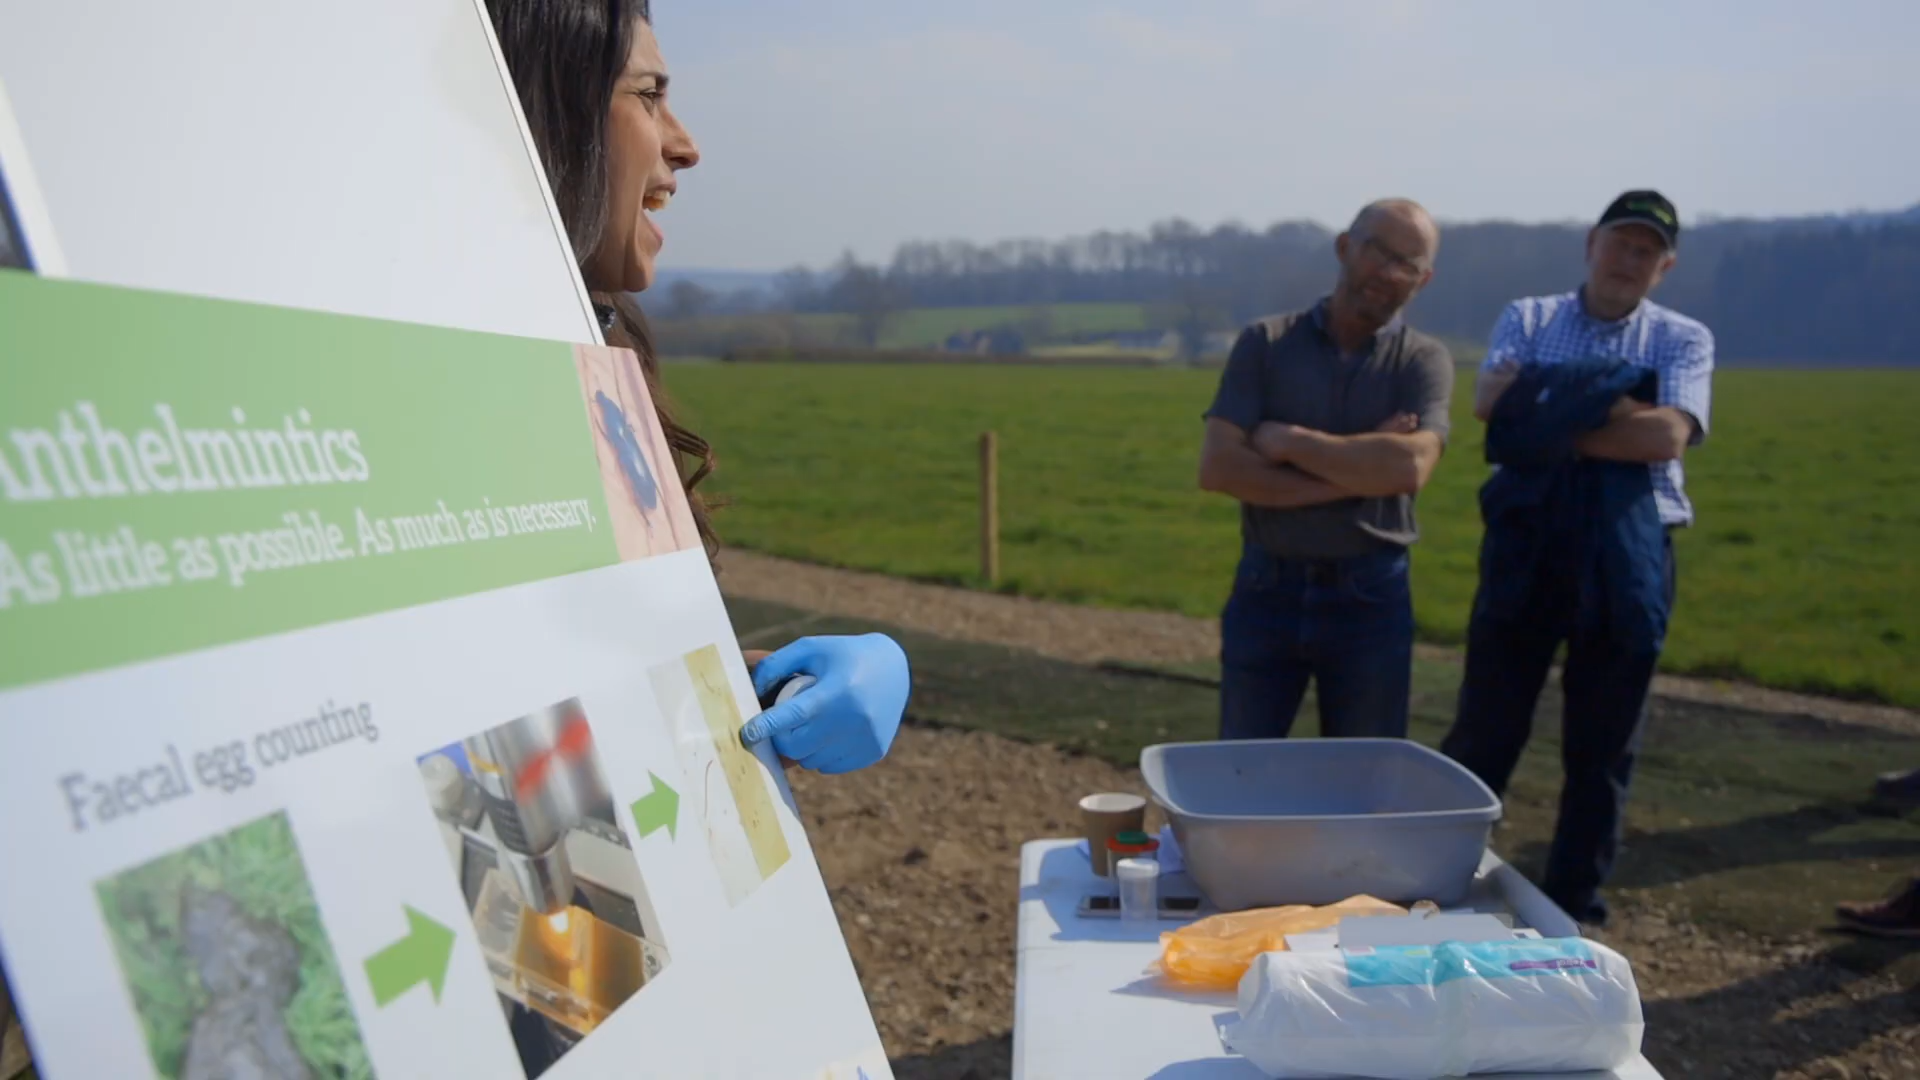 nthelmintics
As little as possible. As much as is necessary.
Faecal egg counting